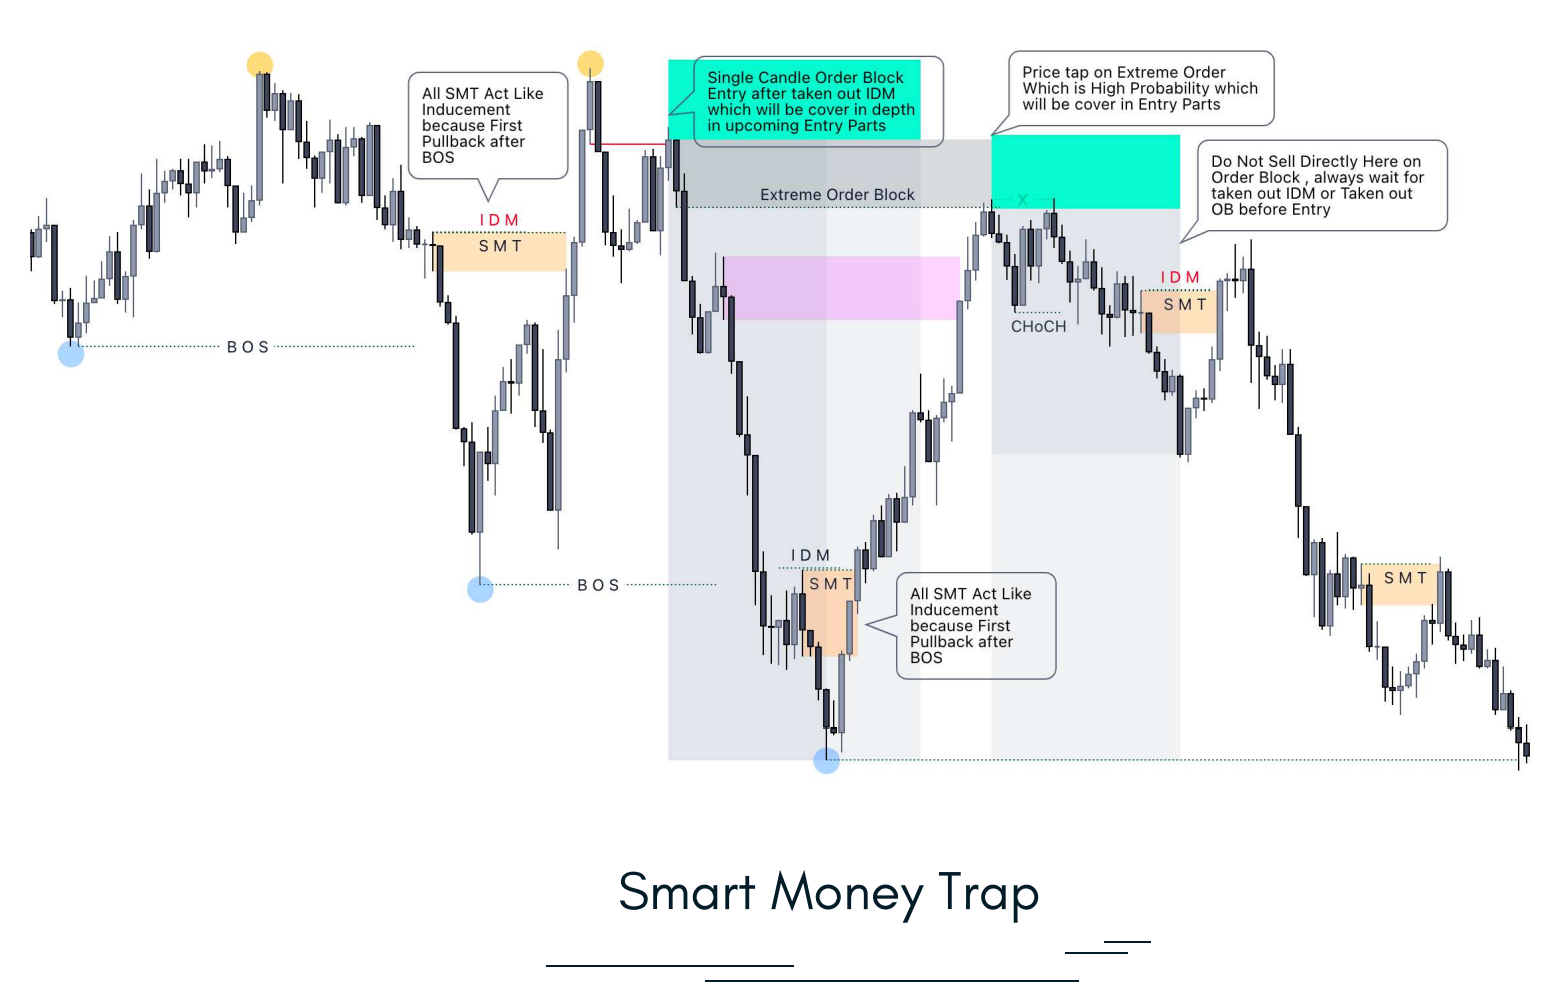 All SMT Act Like
Inducement
because First
Pullback after
BOS
IDM
SMT
BOS
BOS
Single Candle Order Block
Entry after taken out IDM
which will be cover in depth
in upcoming Entry Parts
Extreme Order Block
Price tap on Extreme Order
Which is High Probability which
will be cover in Entry Parts
X
CHoCH
Do Not Sell Directly Here on
Order Block , always wait for
taken out IDM or Taken out
OB before Entry
IDM
SMT
IDM
SMT
All SMT Act Like
Inducement
because First
Pullback after
BOS
SMT
Smart Money Trap